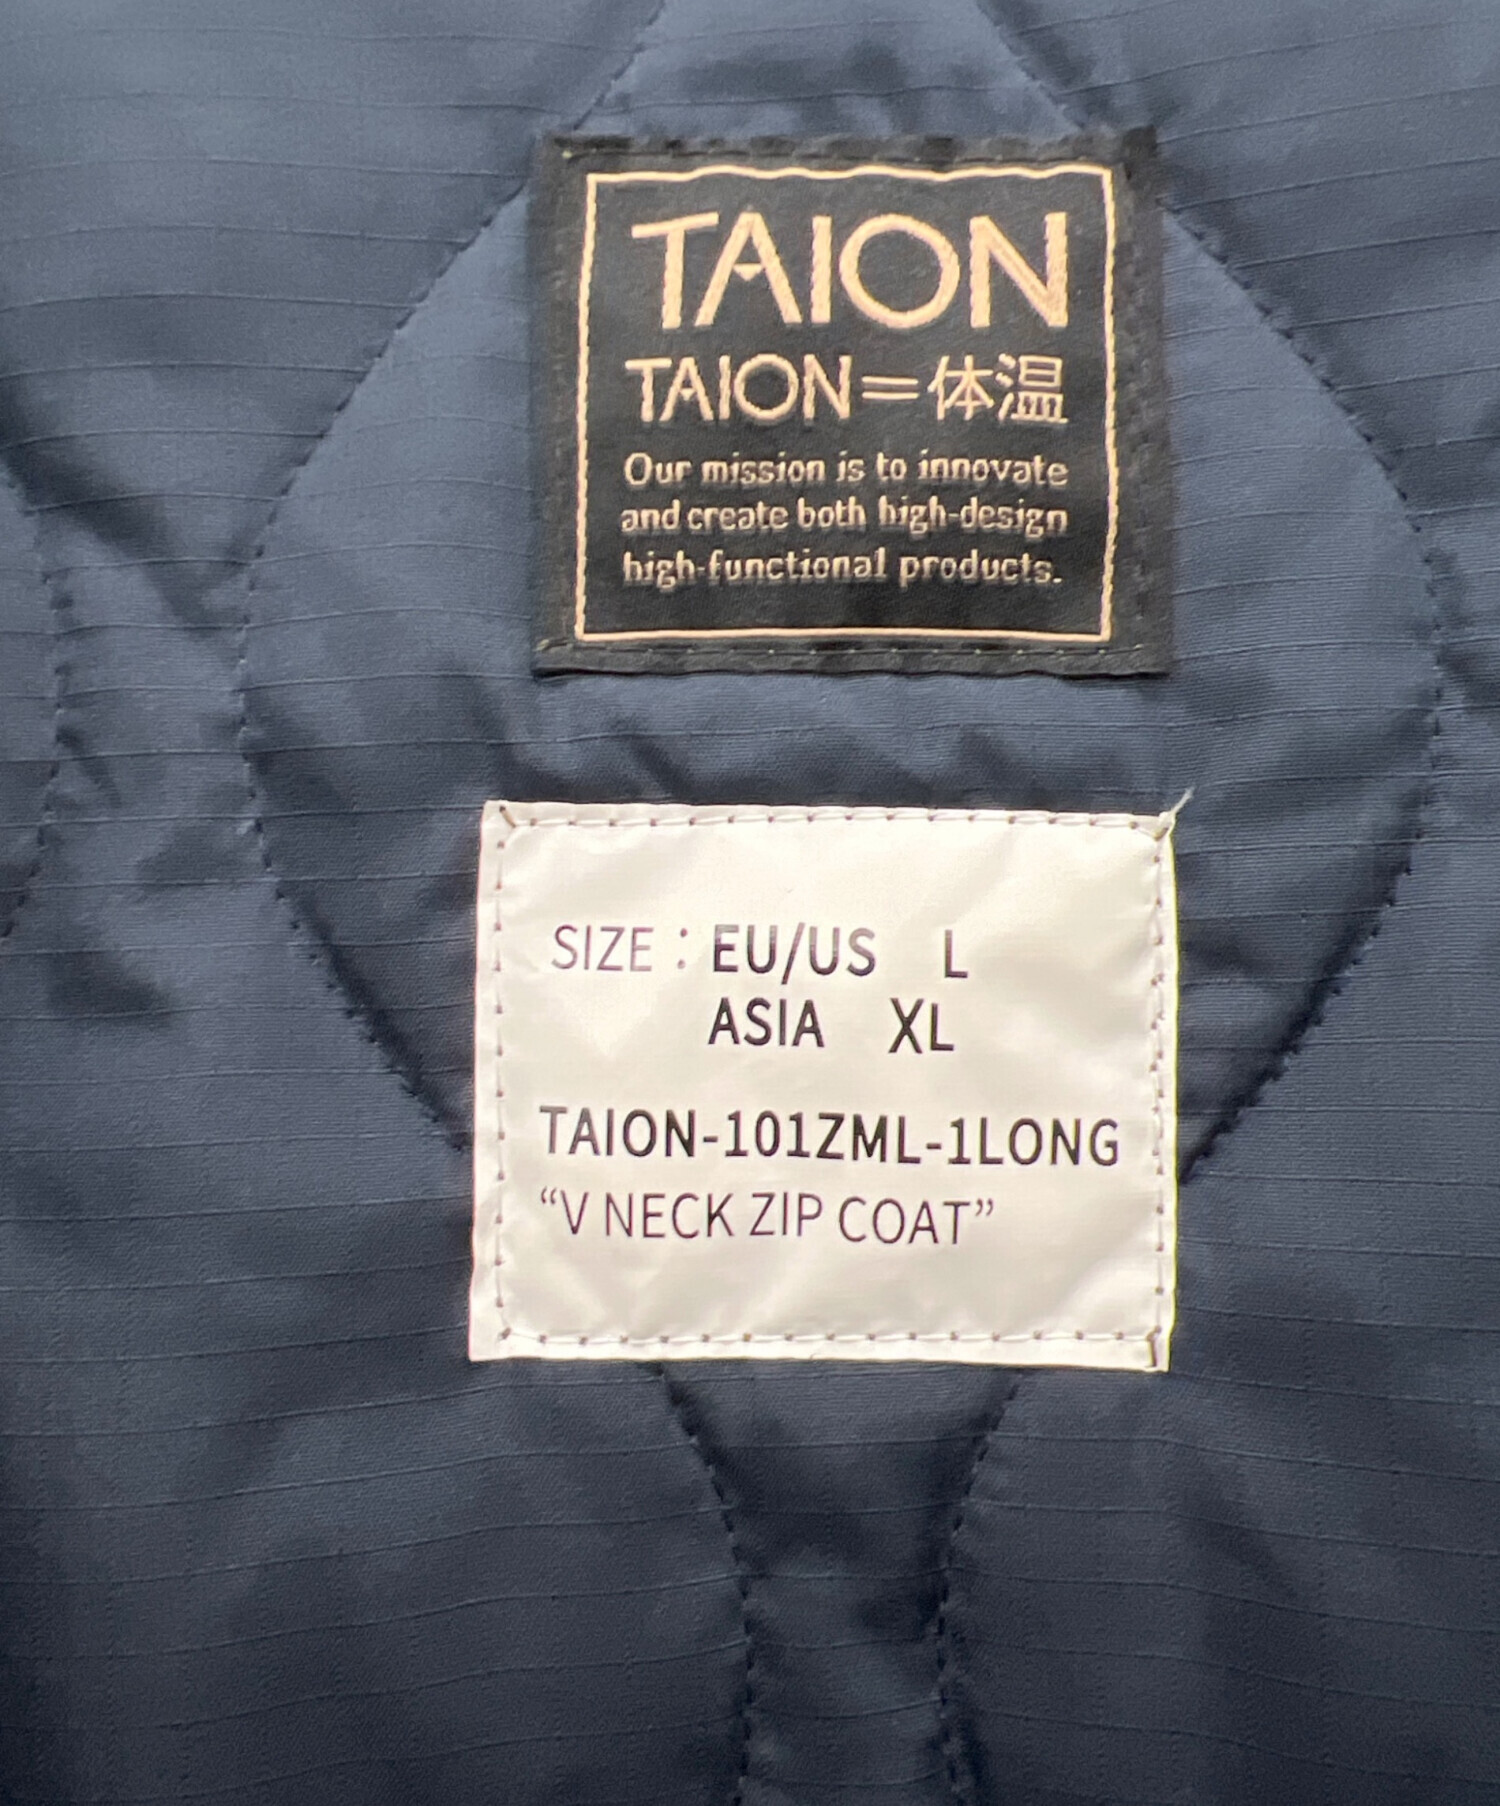 TAION
TAION=体温
Our mission is to innovate
and create both high-design
high-functional products.
SIZE : EU/US L
ASIA XL
TAION-101ZML-1LONG
“V NECK ZIP COAT”